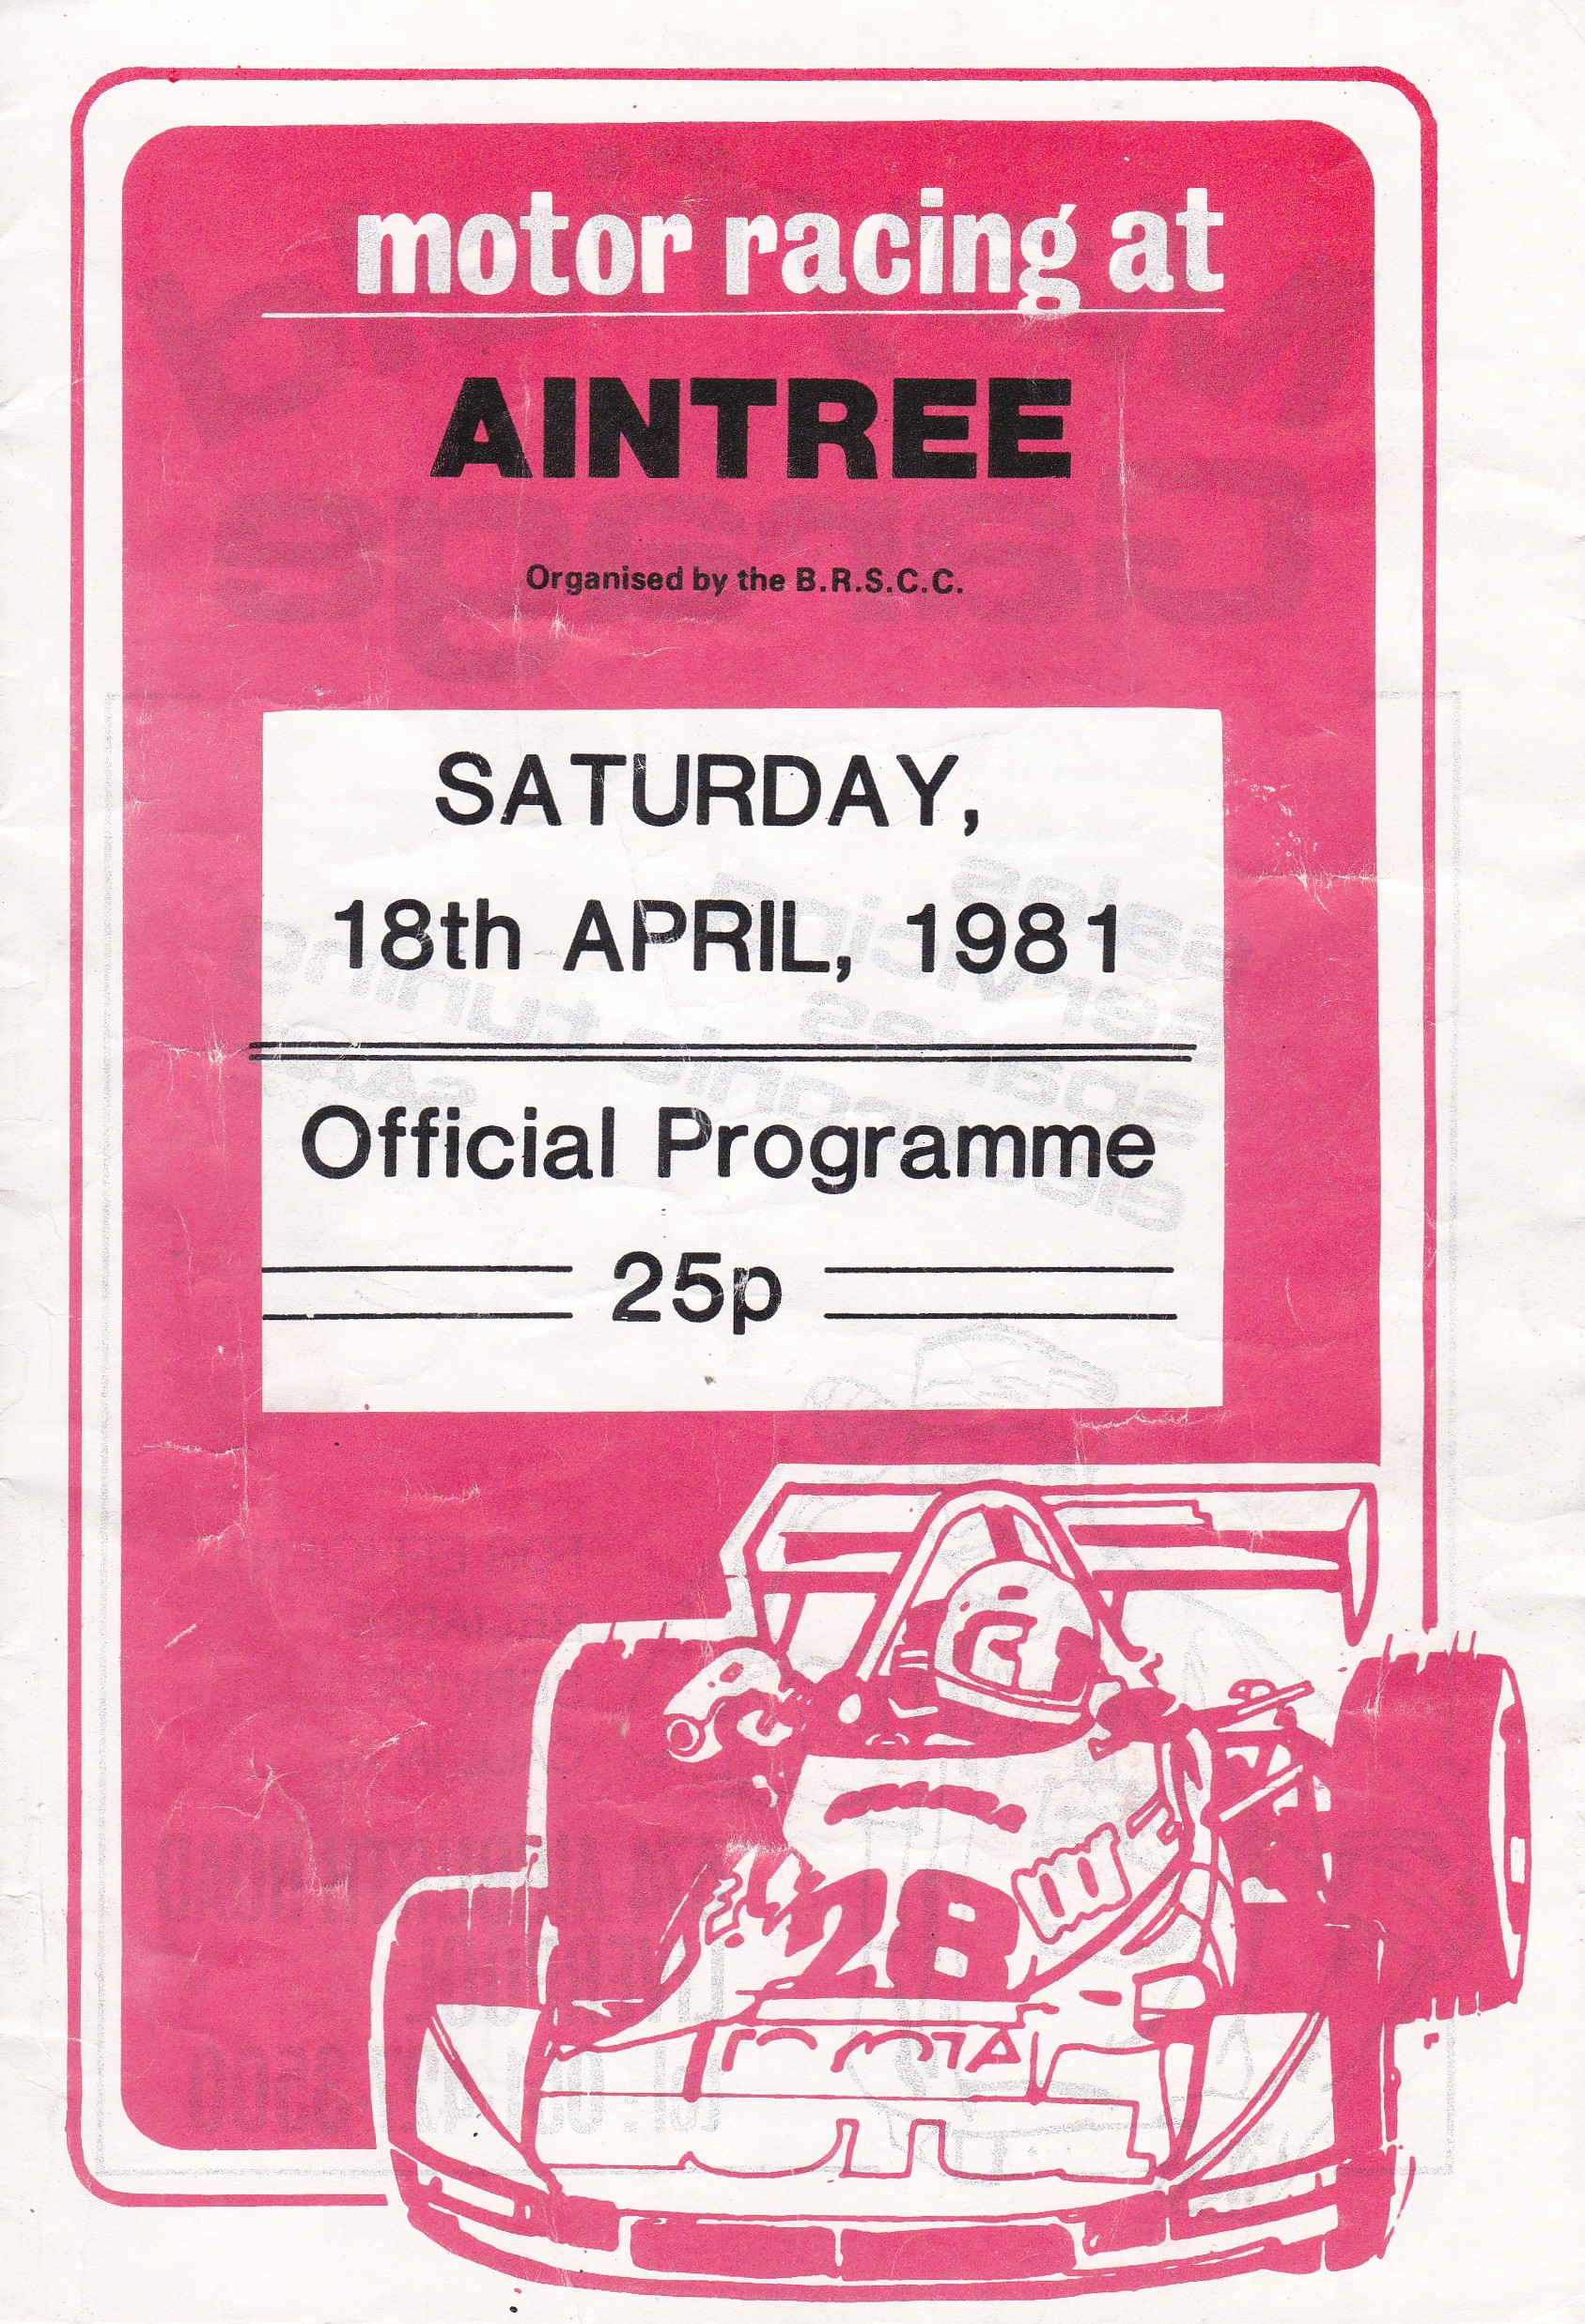 motor racing at
AINTREE
Organised by the B.R.S.C.C.
SATURDAY,
18th APRIL, 1981
Official Programme
25p
28